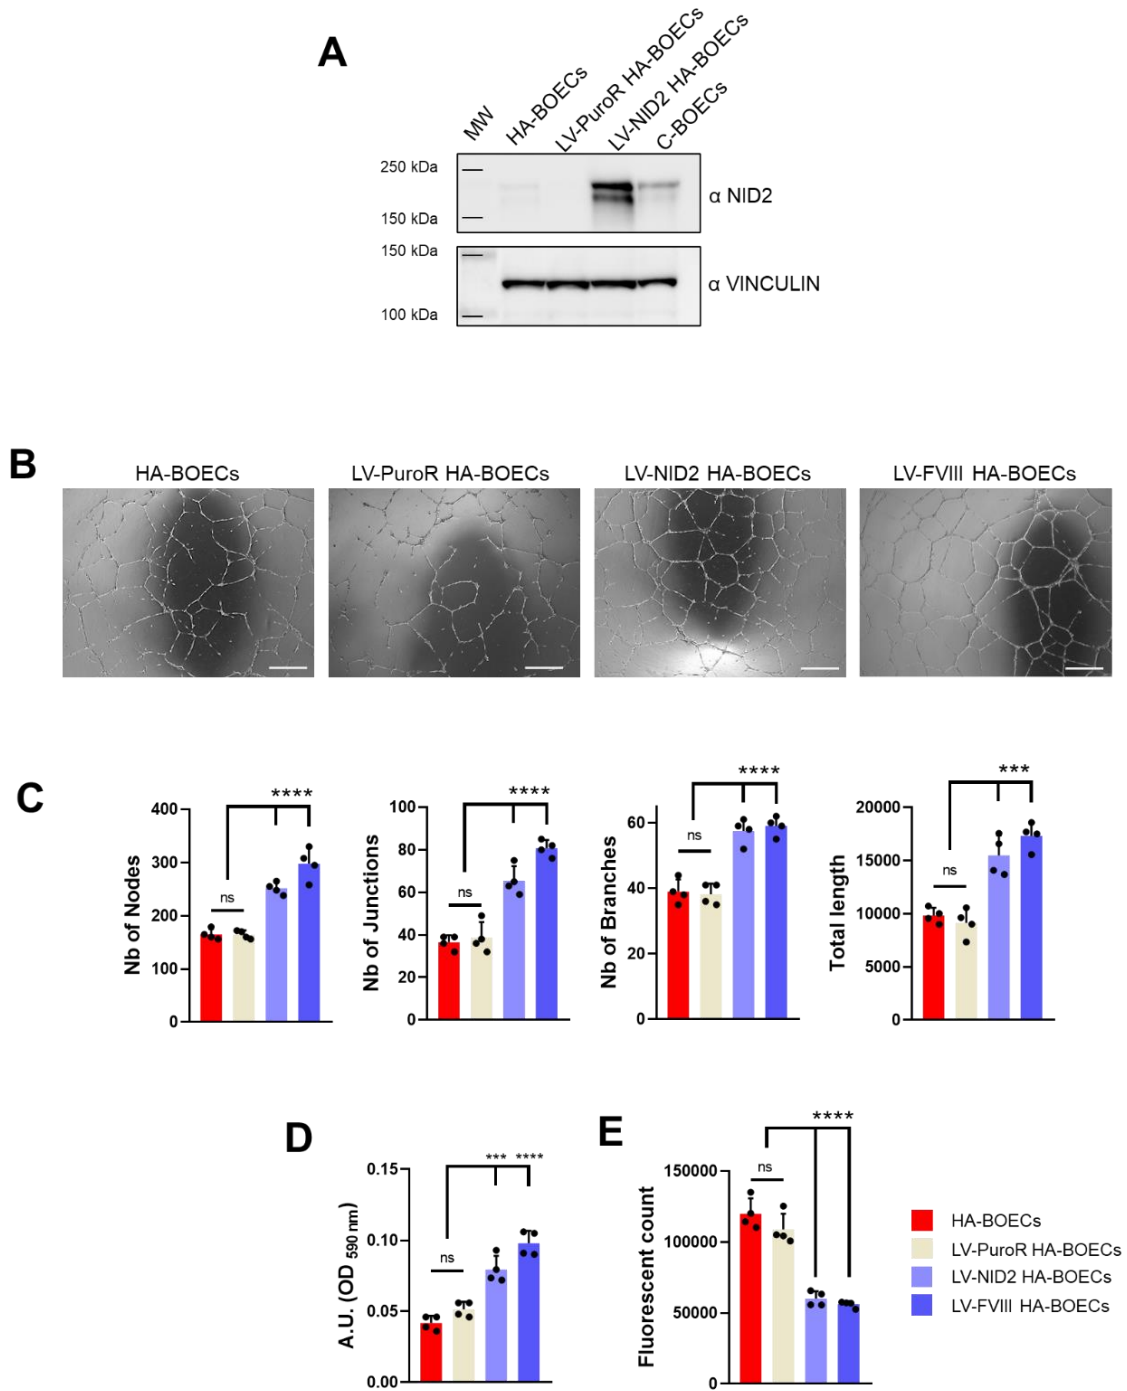 A
MW
HA-BOECs
LV-PuroR HA-BOECs
LV-NID2 HA-BOECs
C-BOECs
250 kDa
150 kDa
α NID2
150 kDa
100 kDa
α VINCULIN
B
HA-BOECs
LV-PuroR HA-BOECs
LV-NID2 HA-BOECs
LV-FVIII HA-BOECs
C
Nb of Nodes
400
300
200
100
0
ns
****
Nb of Junctions
100
80
60
40
20
0
ns
****
Nb of Branches
60
40
20
0
ns
****
Total length
20000
15000
10000
5000
0
ns
***
D
A.U. (OD 590 nm)
0.15
0.10
0.05
0.00
ns
*** ****
E
Fluorescent count
150000
100000
50000
0
ns
****
HA-BOECs
LV-PuroR HA-BOECs
LV-NID2 HA-BOECs
LV-FVIII HA-BOECs